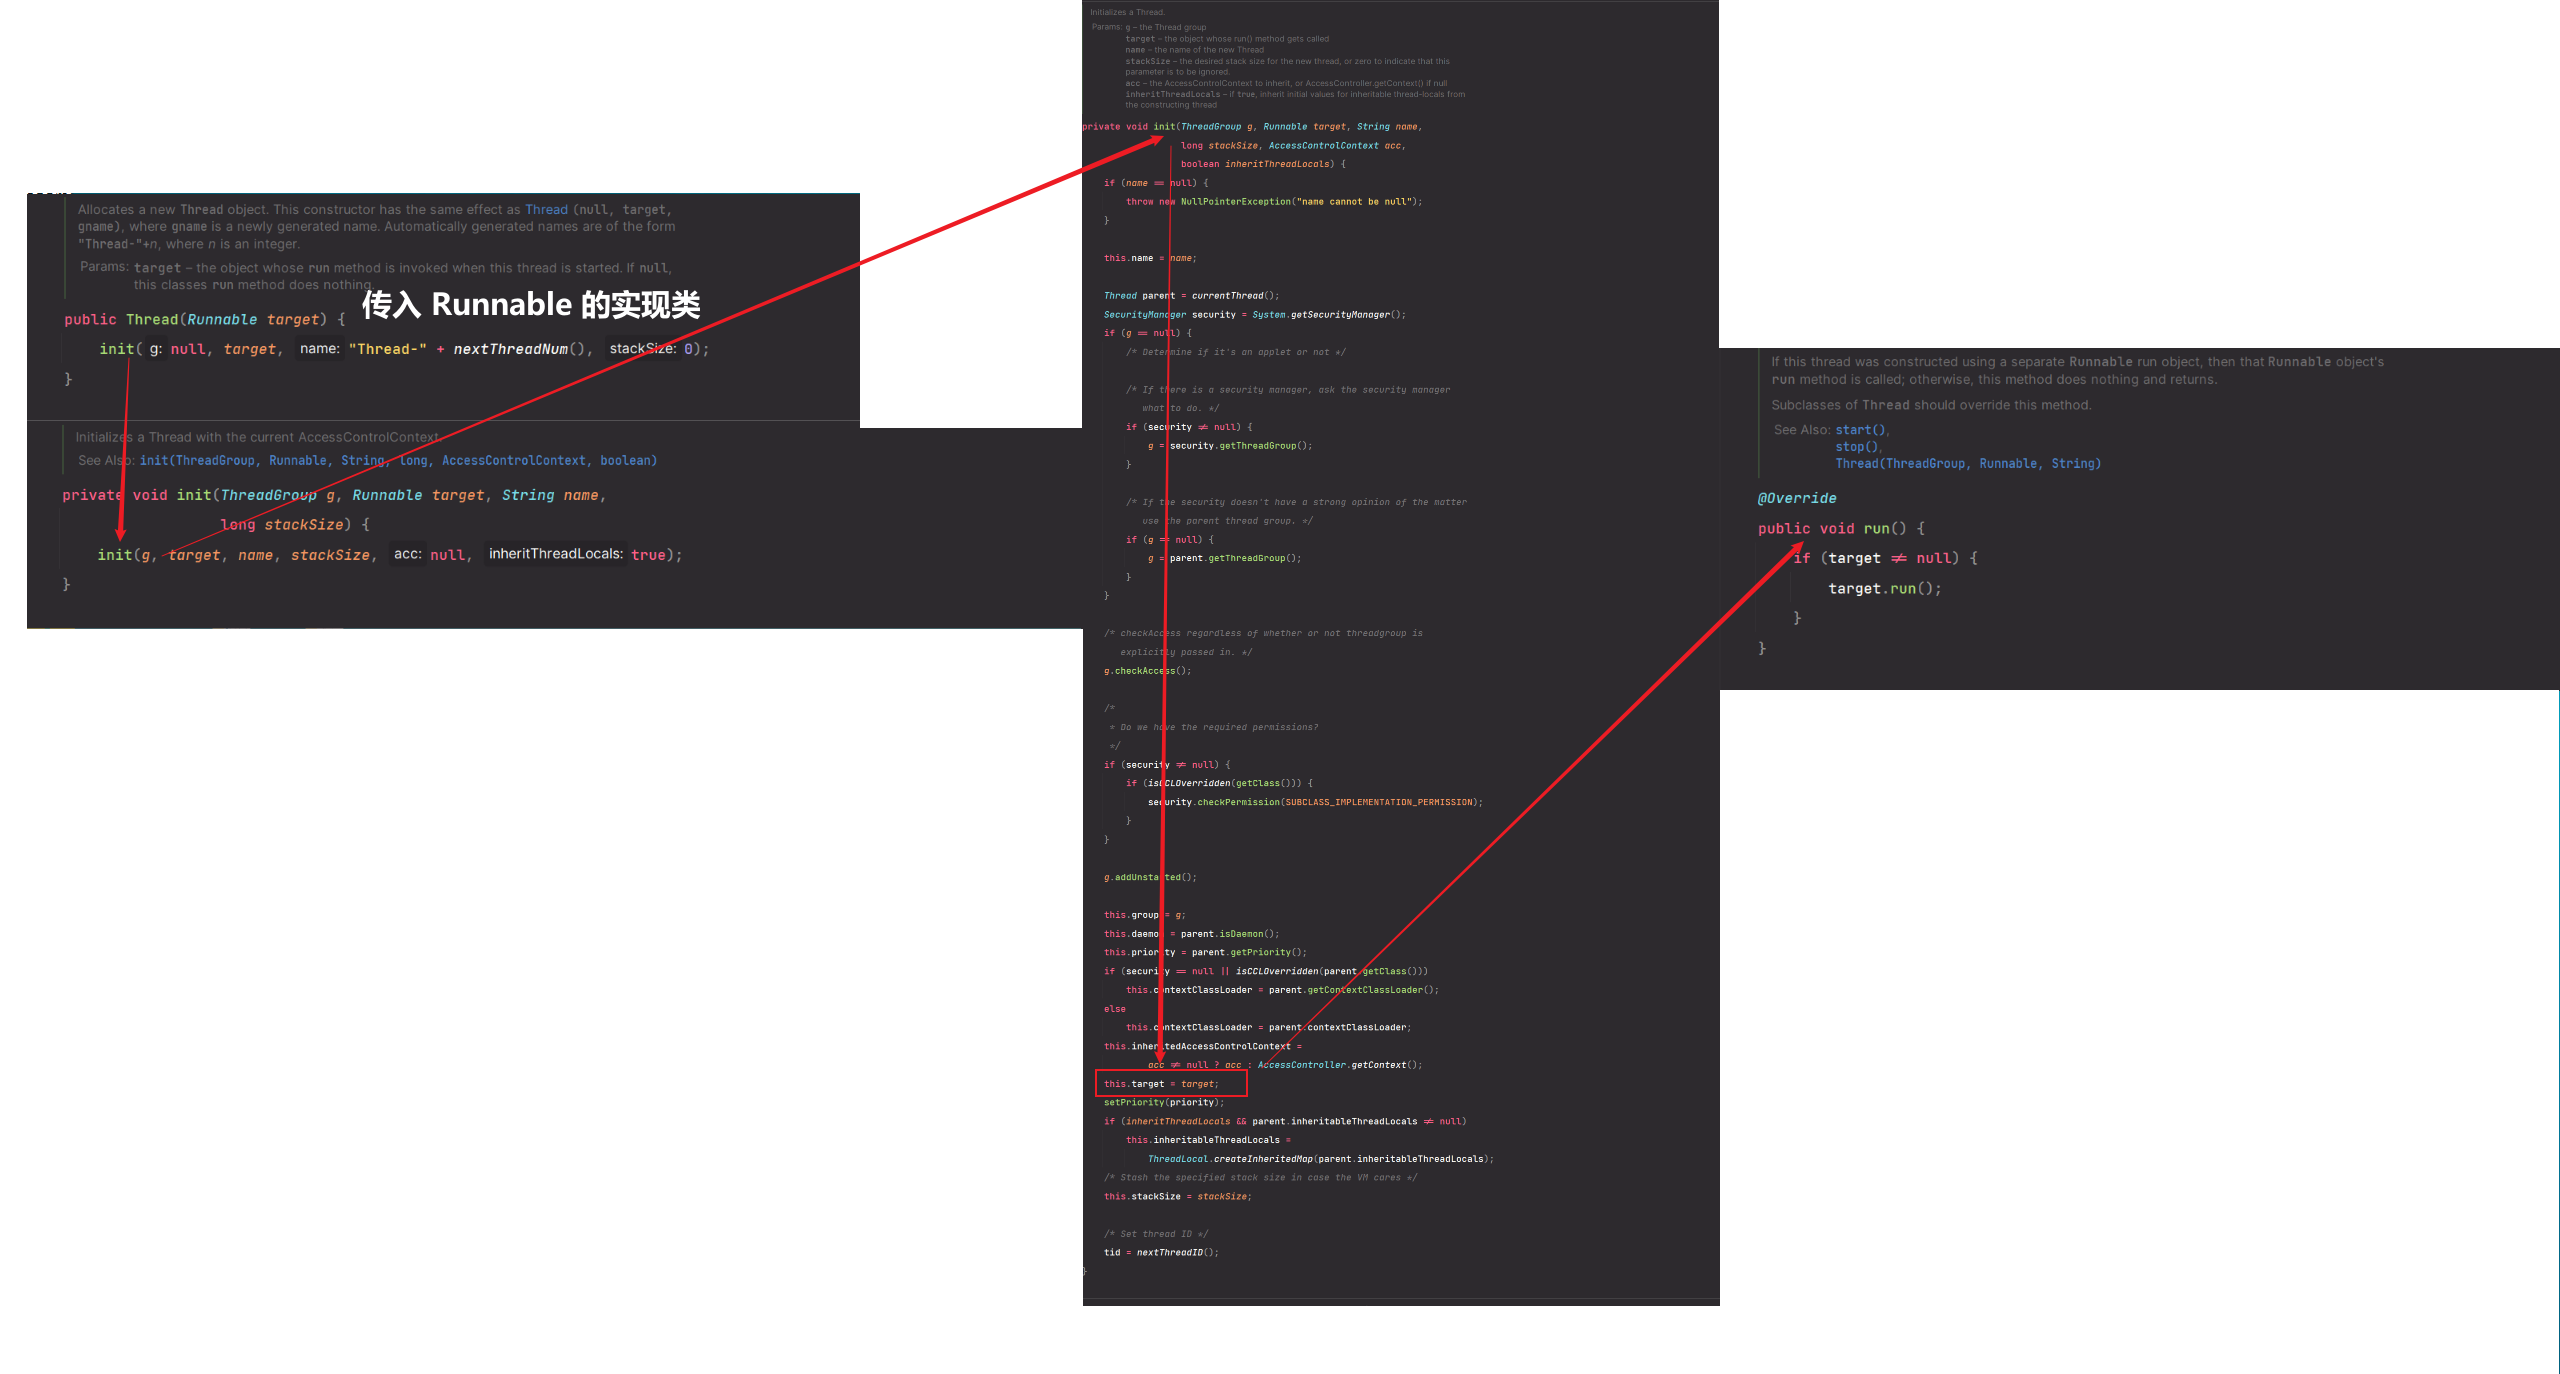 Allocates a new Thread object. This constructor has the same effect as Thread (null, target,
gname), where gname is a newly generated name. Automatically generated names are of the form
"Thread-"+n, where n is an integer.
Params: target – the object whose run method is invoked when this thread is started. If null,
this classes run method does nothing.
传入 Runnable 的实现类
public Thread(Runnable target) {
init( g: null, target, name: "Thread-" + nextThreadNum(), stackSize: 0);
}
Initializes a Thread with the current AccessControlContext.
See Also: init(ThreadGroup, Runnable, String, long, AccessControlContext, boolean)
private void init(ThreadGroup g, Runnable target, String name,
long stackSize) {
init(g, target, name, stackSize, acc: null, inheritThreadLocals: true);
}
Initializes a Thread.
Params: g – the Thread group
target – the object whose run() method gets called
name – the name of the new Thread
stackSize – the desired stack size for the new thread, or zero to indicate that this
parameter is to be ignored.
acc – the AccessControlContext to inherit, or AccessController.getContext() if null
inheritThreadLocals – if true, inherit initial values for inheritable thread-locals from
the constructing thread
private void init(ThreadGroup g, Runnable target, String name,
long stackSize, AccessControlContext acc,
boolean inheritThreadLocals) {
if (name == null) {
throw new NullPointerException("name cannot be null");
}
this.name = name;
Thread parent = currentThread();
SecurityManager security = System.getSecurityManager();
if (g == null) {
/* Determine if it's an applet or not */
/* If there is a security manager, ask the security manager
what to do. */
if (security ≠ null) {
g = security.getThreadGroup();
}
/* If the security doesn't have a strong opinion of the matter
use the parent thread group. */
if (g == null) {
g = parent.getThreadGroup();
}
}
/* checkAccess regardless of whether or not threadgroup is
explicitly passed in. */
g.checkAccess();
/*
* Do we have the required permissions?
*/
if (security ≠ null) {
if (isCCLOverridden(getClass())) {
security.checkPermission(SUBCLASS_IMPLEMENTATION_PERMISSION);
}
}
g.addUnstarted();
this.group = g;
this.daemon = parent.isDaemon();
this.priority = parent.getPriority();
if (security == null || isCCLOverridden(parent.getClass()))
this.contextClassLoader = parent.getContextClassLoader();
else
this.contextClassLoader = parent.contextClassLoader;
this.inheritedAccessControlContext =
acc ≠ null ? acc : AccessController.getContext();
this.target = target;
setPriority(priority);
if (inheritThreadLocals && parent.inheritableThreadLocals ≠ null)
this.inheritableThreadLocals =
ThreadLocal.createInheritedMap(parent.inheritableThreadLocals);
/* Stash the specified stack size in case the VM cares */
this.stackSize = stackSize;
/* Set thread ID */
tid = nextThreadID();
}
If this thread was constructed using a separate Runnable run object, then that Runnable object's
run method is called; otherwise, this method does nothing and returns.
Subclasses of Thread should override this method.
See Also: start(),
stop(),
Thread(ThreadGroup, Runnable, String)
@Override
public void run() {
if (target ≠ null) {
target.run();
}
}